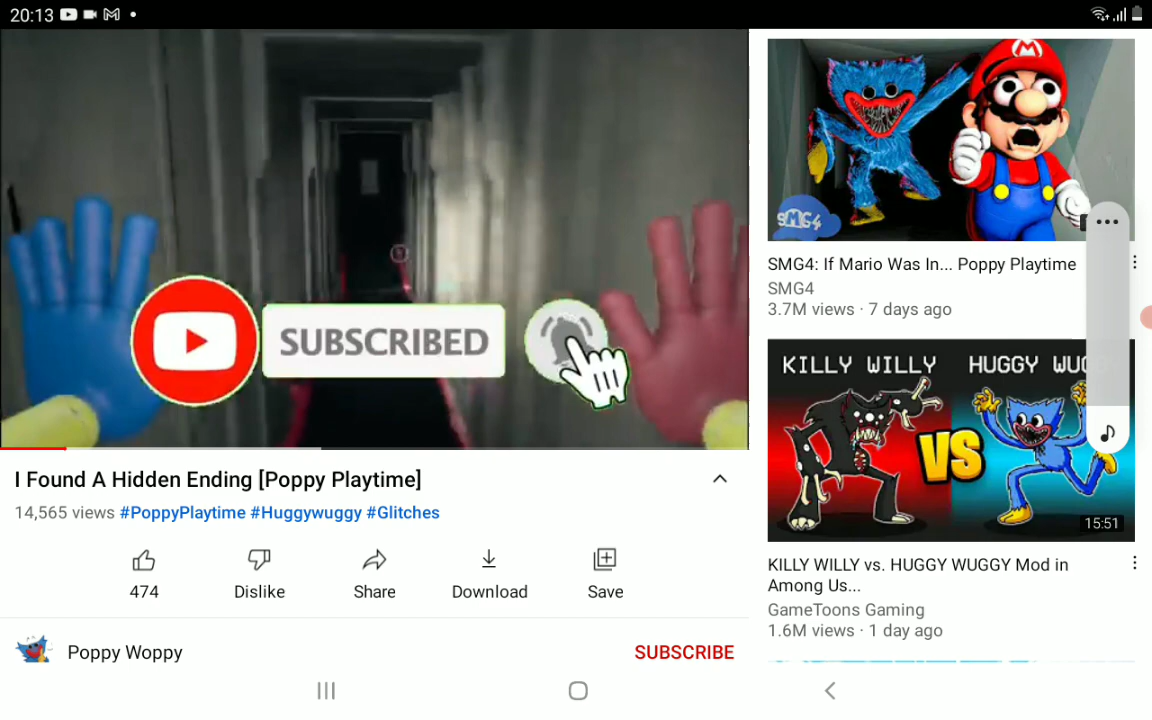 20:13
SUBSCRIBED
I Found A Hidden Ending [Poppy Playtime]
14,565 views #PoppyPlaytime #Huggywuggy #Glitches
474
Dislike
Share
Download
Save
Poppy Woppy
SUBSCRIBE
M
SMG4
SMG4: If Mario Was In... Poppy Playtime
SMG4
3.7M views · 7 days ago
KILLY WILLY HUGGY
VS
15:51
KILLY WILLY vs. HUGGY WUGGY Mod in
Among Us...
GameToons Gaming
1.6M views · 1 day ago